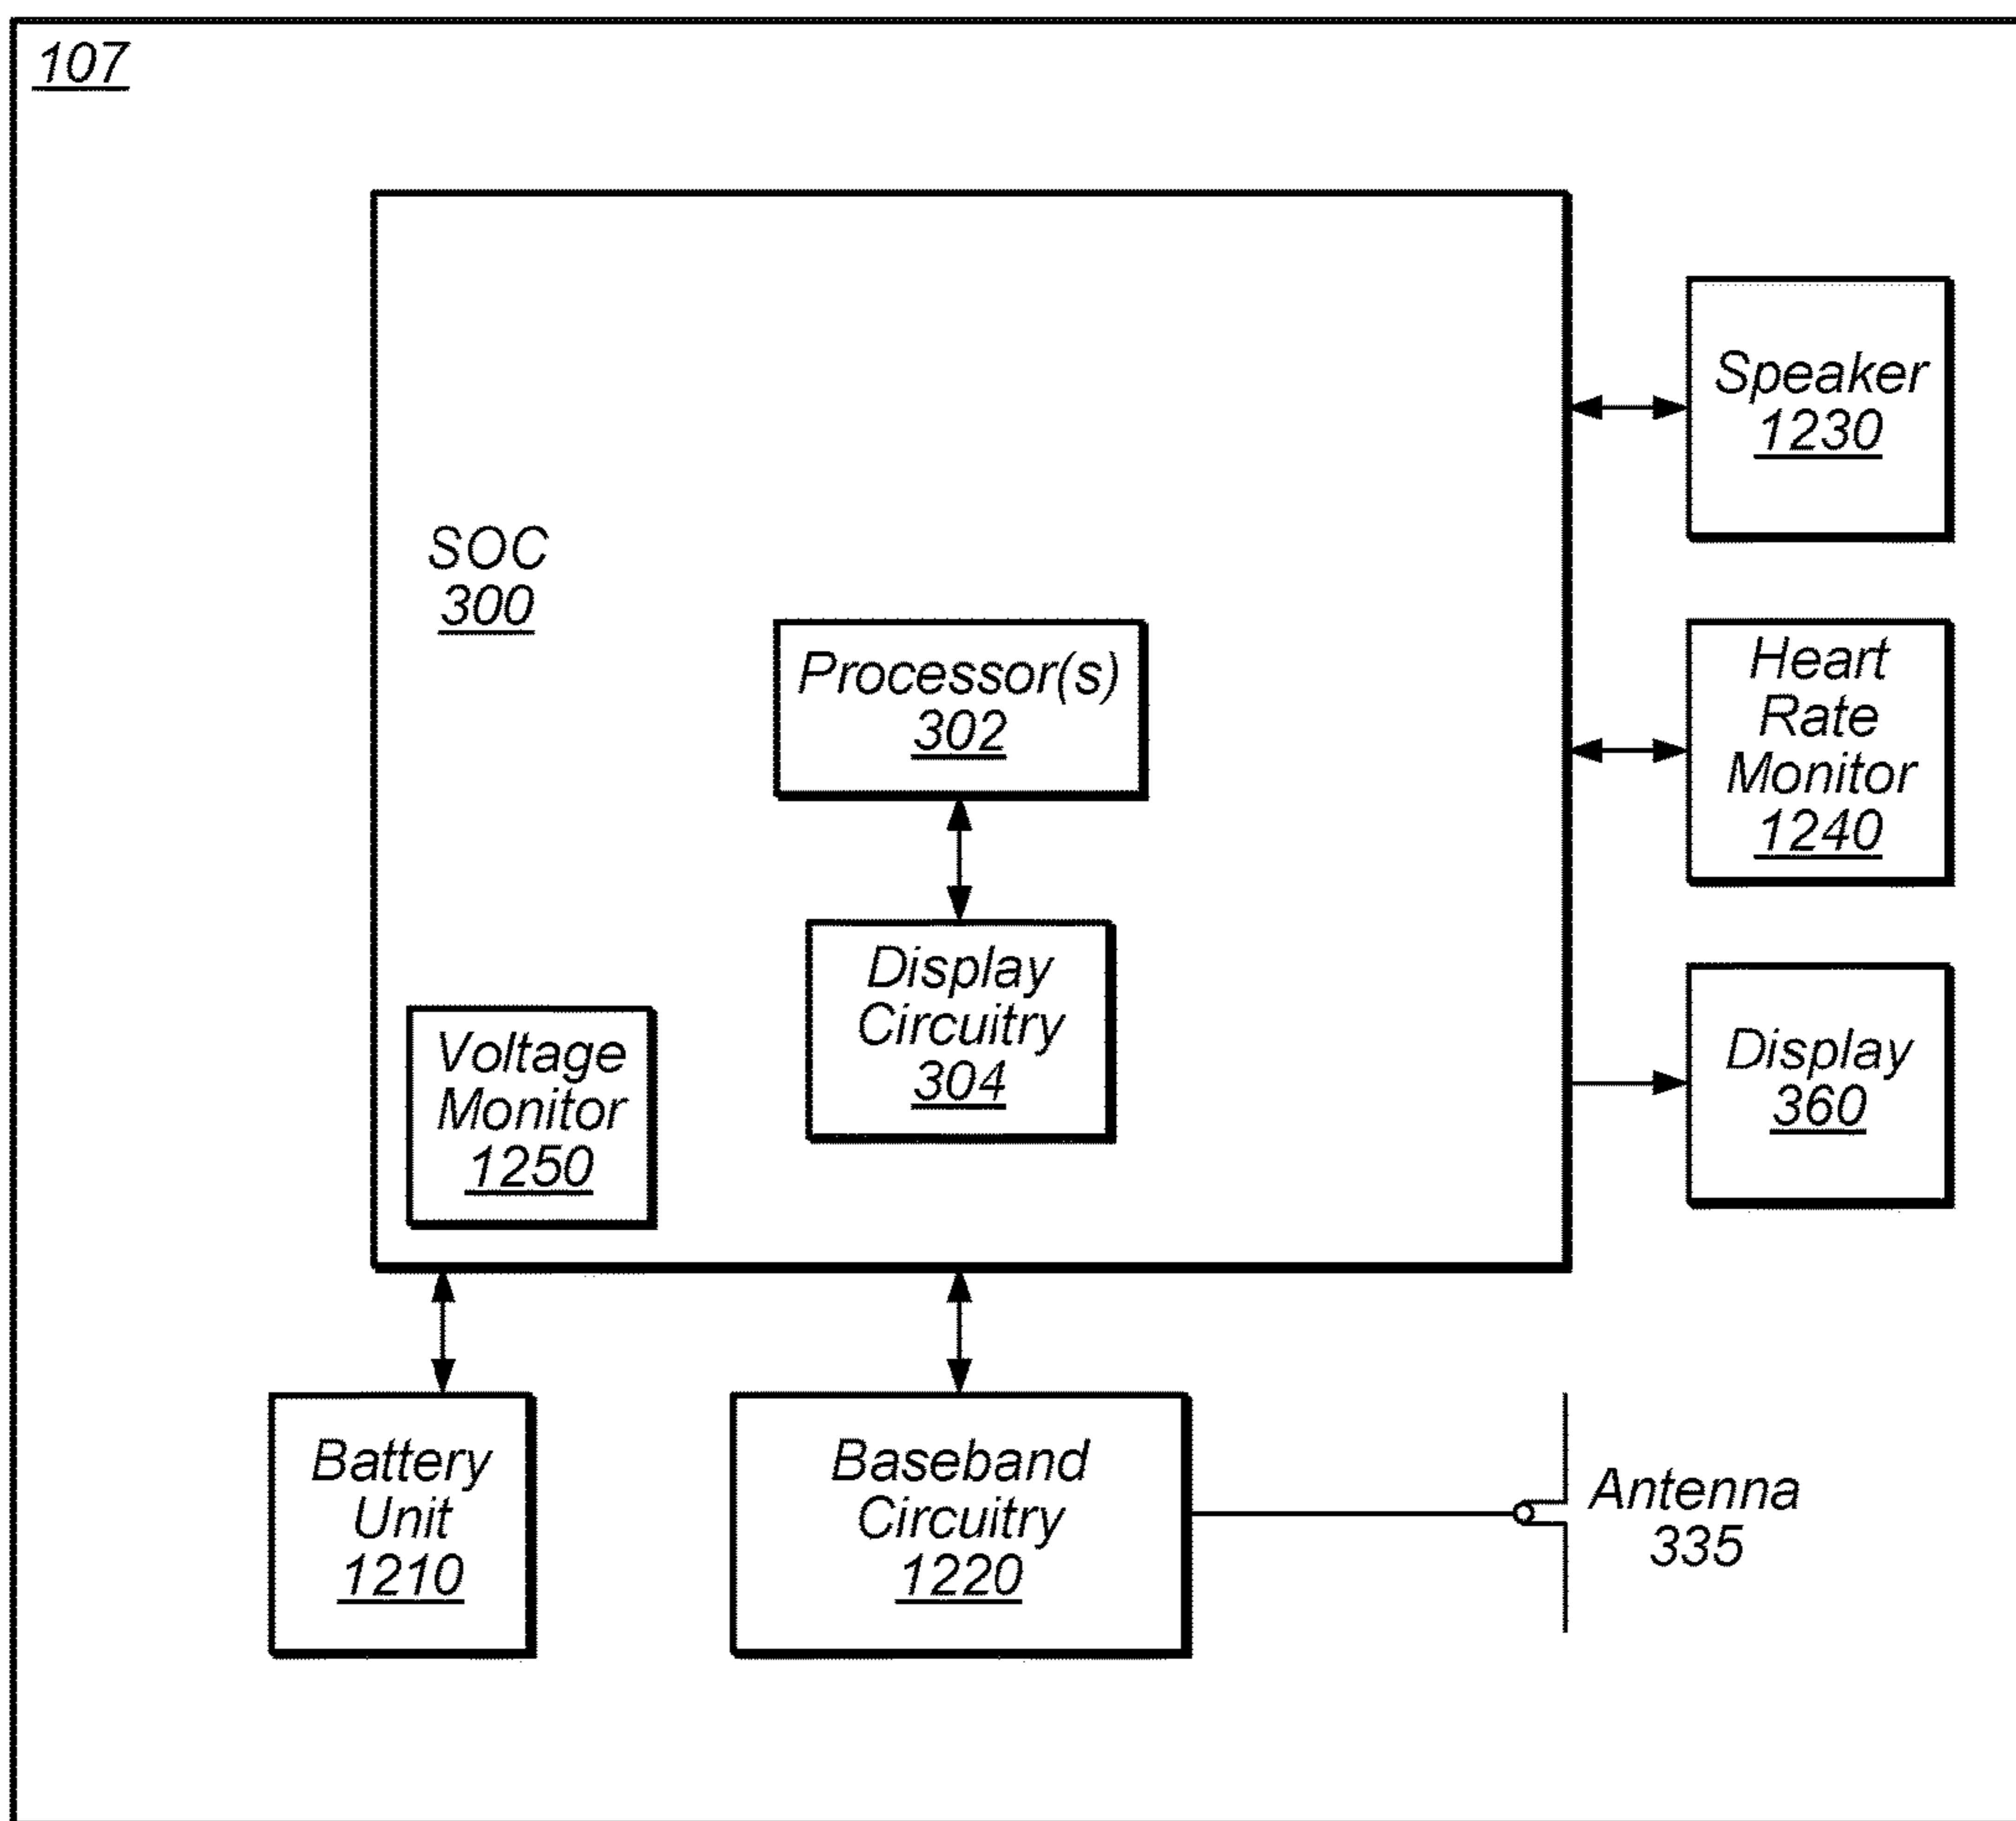 107
SOC
300
Processor(s)
302
Display
Circuitry
304
Voltage
Monitor
1250
Speaker
1230
Heart
Rate
Monitor
1240
Display
360
Battery
Unit
1210
Baseband
Circuitry
1220
Antenna
335